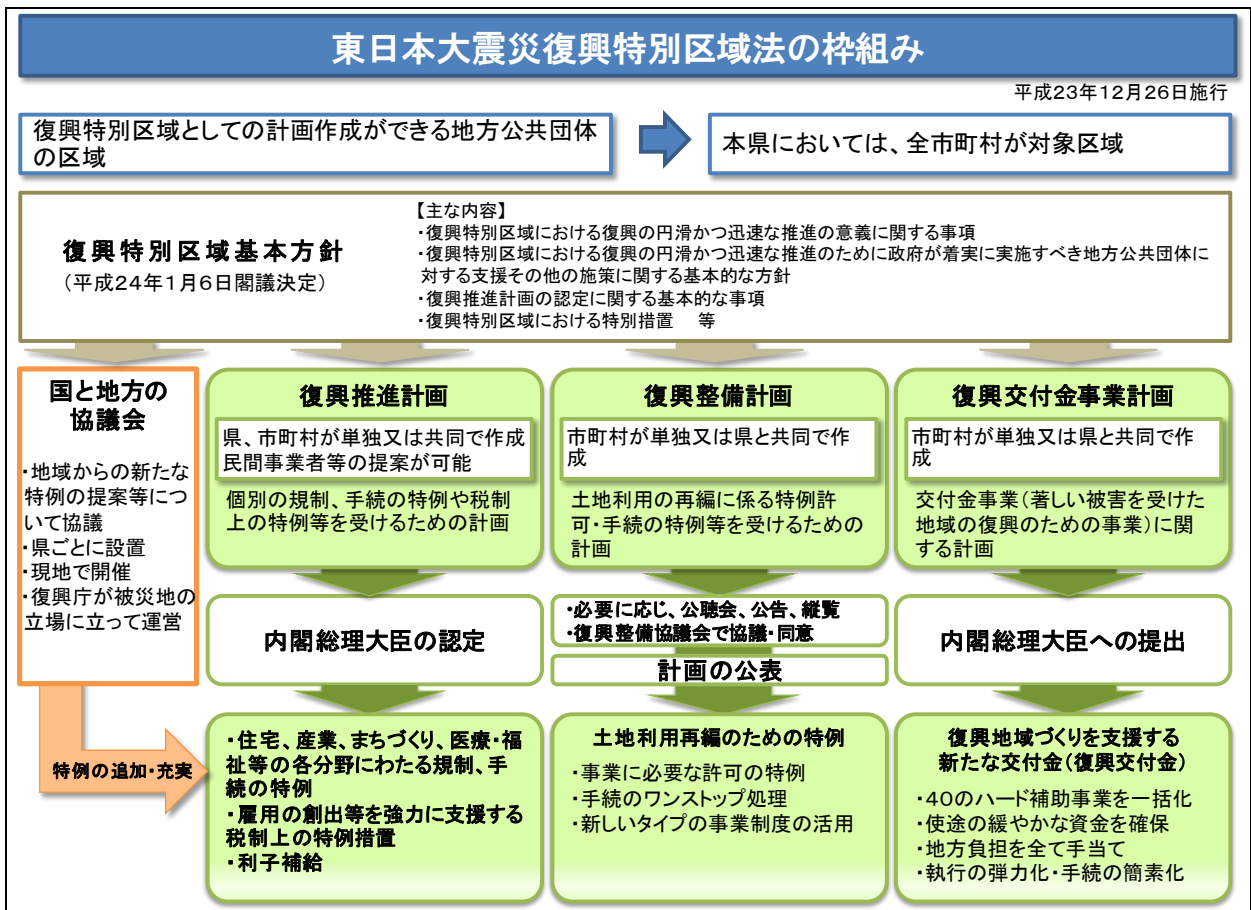 東日本大震災復興特別区域法の枠組み
平成23年12月26日施行
復興特別区域としての計画作成ができる地方公共団体
の区域
本県においては、全市町村が対象区域
復興特別区域基本方針
(平成24年1月6日閣議決定)
【主な内容】
・復興特別区域における復興の円滑かつ迅速な推進の意義に関する事項
・復興特別区域における復興の円滑かつ迅速な推進のために政府が着実に実施すべき地方公共団体に
対する支援その他の施策に関する基本的な方針
・復興推進計画の認定に関する基本的な事項
・復興特別区域における特別措置 等
国と地方の
協議会
・地域からの新たな
特例の提案等につ
いて協議
・県ごとに設置
・現地で開催
・復興庁が被災地の
立場に立って運営
復興推進計画
県、市町村が単独又は共同で作成
民間事業者等の提案が可能
個別の規制、手続の特例や税制
上の特例等を受けるための計画
内閣総理大臣の認定
特例の追加・充実
・住宅、産業、まちづくり、医療・福
祉等の各分野にわたる規制、手
続の特例
・雇用の創出等を強力に支援する
税制上の特例措置
・利子補給
復興整備計画
市町村が単独又は県と共同で作
成
土地利用の再編に係る特例許
可・手続の特例等を受けるための
計画
・必要に応じ、公聴会、公告、縦覧
・復興整備協議会で協議・同意
計画の公表
土地利用再編のための特例
・事業に必要な許可の特例
・手続のワンストップ処理
・新しいタイプの事業制度の活用
復興交付金事業計画
市町村が単独又は県と共同で作
成
交付金事業(著しい被害を受けた
地域の復興のための事業)に関
する計画
内閣総理大臣への提出
復興地域づくりを支援する
新たな交付金(復興交付金)
・40のハード補助事業を一括化
・使途の緩やかな資金を確保
・地方負担を全て手当て
・執行の弾力化・手続の簡素化